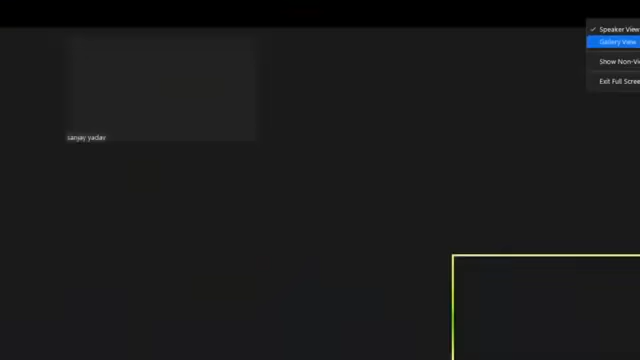 ✓ Speaker View
Gallery View
Show Non-Vi
Exit Full Scree
sanjay yadav